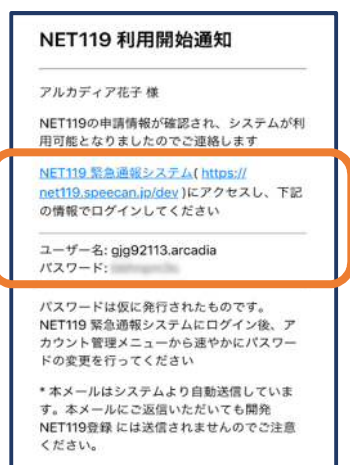 NET119 利用開始通知
アルカディア花子 様
NET119の申請情報が確認され、システムが利
用可能となりましたのでご連絡します
NET119 緊急通報システム( https://
net119.speecan.jp/dev )にアクセスし、下記
の情報でログインしてください
ユーザー名: gjg92113.arcadia
パスワード:
パスワードは仮に発行されたものです。
NET119 緊急通報システムにログイン後、ア
カウント管理メニューから速やかにパスワー
ドの変更を行ってください
* 本メールはシステムより自動送信していま
す。本メールにご返信いただいても開発
NET119登録 には送信されませんのでご注意
ください。